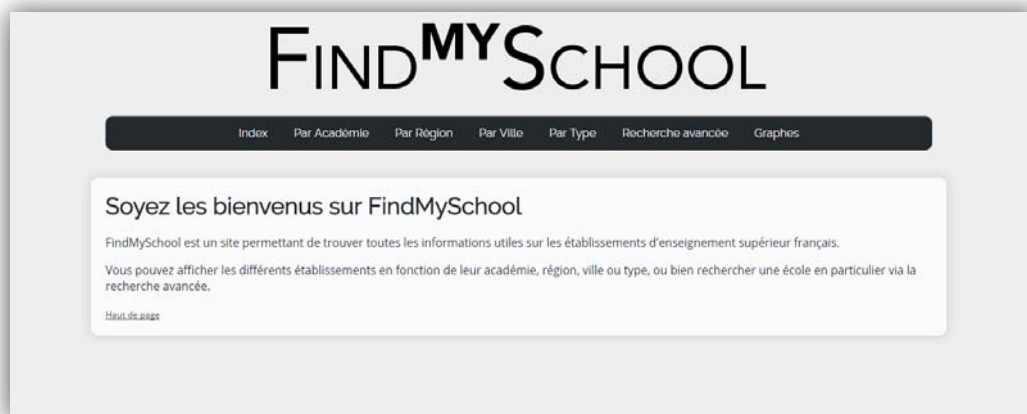 FINDMYSCHOOL
Index Par Académie Par Région Par Ville Par Type Recherche avancée Graphes
Soyez les bienvenus sur FindMySchool
FindMySchool est un site permettant de trouver toutes les informations utiles sur les établissements d'enseignement supérieur français.
Vous pouvez afficher les différents établissements en fonction de leur académie, région, ville ou type, ou bien rechercher une école en particulier via la
recherche avancée.
Haut de page